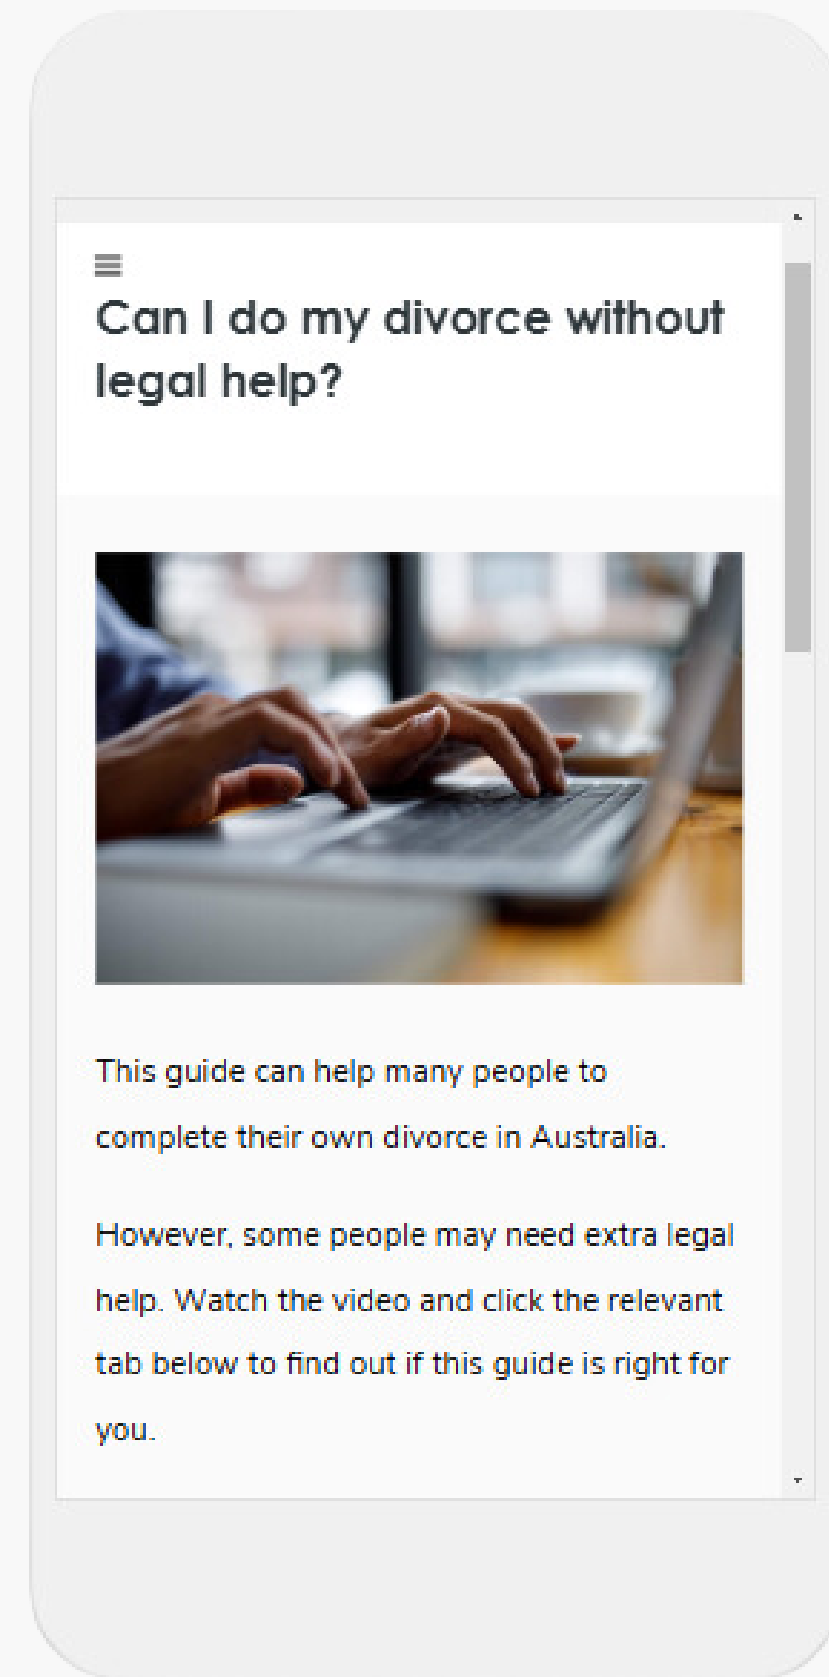 Can I do my divorce without
legal help?
This guide can help many people to
complete their own divorce in Australia.
However, some people may need extra legal
help. Watch the video and click the relevant
tab below to find out if this guide is right for
you.